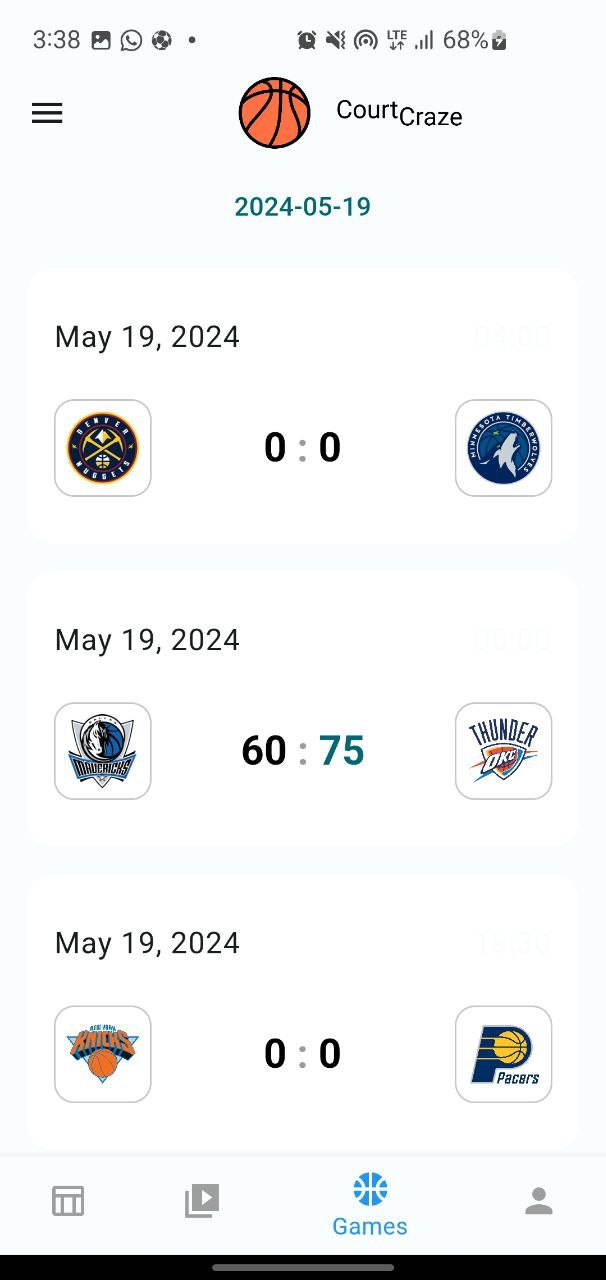 3:38 LTE 68%
CourtCraze
2024-05-19
May 19, 2024 04:00
DENVER NUGGETS 0 : 0 MINNESOTA TIMBERWOLVES
May 19, 2024 00:00
MAVERICKS 60 : 75 THUNDER OKC
May 19, 2024 19:30
NEW YORK KNICKS 0 : 0 Pacers
Games